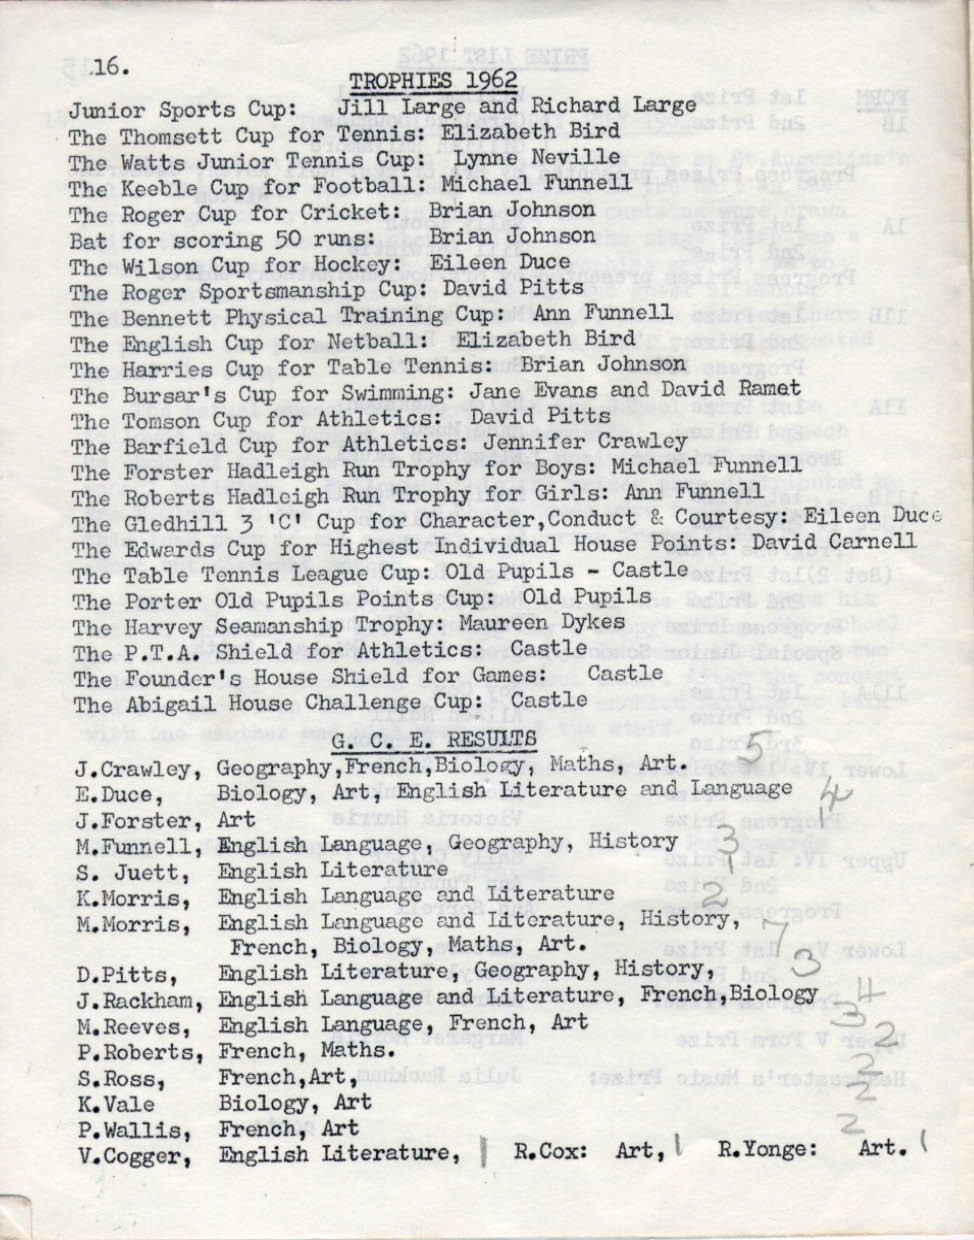 16.
TROPHIES 1962
Junior Sports Cup: Jill Large and Richard Large
The Thomsett Cup for Tennis: Elizabeth Bird
The Watts Junior Tennis Cup: Lynne Neville
The Keeble Cup for Football: Michael Funnell
The Roger Cup for Cricket: Brian Johnson
Bat for scoring 50 runs: Brian Johnson
The Wilson Cup for Hockey: Eileen Duce
The Roger Sportsmanship Cup: David Pitts
The Bennett Physical Training Cup: Ann Funnell
The English Cup for Netball: Elizabeth Bird
The Harries Cup for Table Tennis: Brian Johnson
The Bursar's Cup for Swimming: Jane Evans and David Ramet
The Tomson Cup for Athletics: David Pitts
The Barfield Cup for Athletics: Jennifer Crawley
The Forster Hadleigh Run Trophy for Boys: Michael Funnell
The Roberts Hadleigh Run Trophy for Girls: Ann Funnell
The Gledhill 3 'C' Cup for Character,Conduct & Courtesy: Eileen Duce
The Edwards Cup for Highest Individual House Points: David Carnell
The Table Tennis League Cup: Old Pupils - Castle
The Porter Old Pupils Points Cup: Old Pupils
The Harvey Seamanship Trophy: Maureen Dykes
The P.T.A. Shield for Athletics: Castle
The Founder's House Shield for Games: Castle
The Abigail House Challenge Cup: Castle
G. C. E. RESULTS
J.Crawley, Geography,French,Biology, Maths, Art. 5
E.Duce, Biology, Art, English Literature and Language 4
J.Forster, Art 1
M.Funnell, English Language, Geography, History 3
S. Juett, English Literature 1
K.Morris, English Language and Literature 2
M.Morris, English Language and Literature, History,
French, Biology, Maths, Art. 7
D.Pitts, English Literature, Geography, History, 3
J.Rackham, English Language and Literature, French,Biology 4
M.Reeves, English Language, French, Art 3
P.Roberts, French, Maths. 2
S.Ross, French,Art, 2
K.Vale Biology, Art 2
P.Wallis, French, Art 2
V.Cogger, English Literature, | R.Cox: Art, | R.Yonge: Art. |